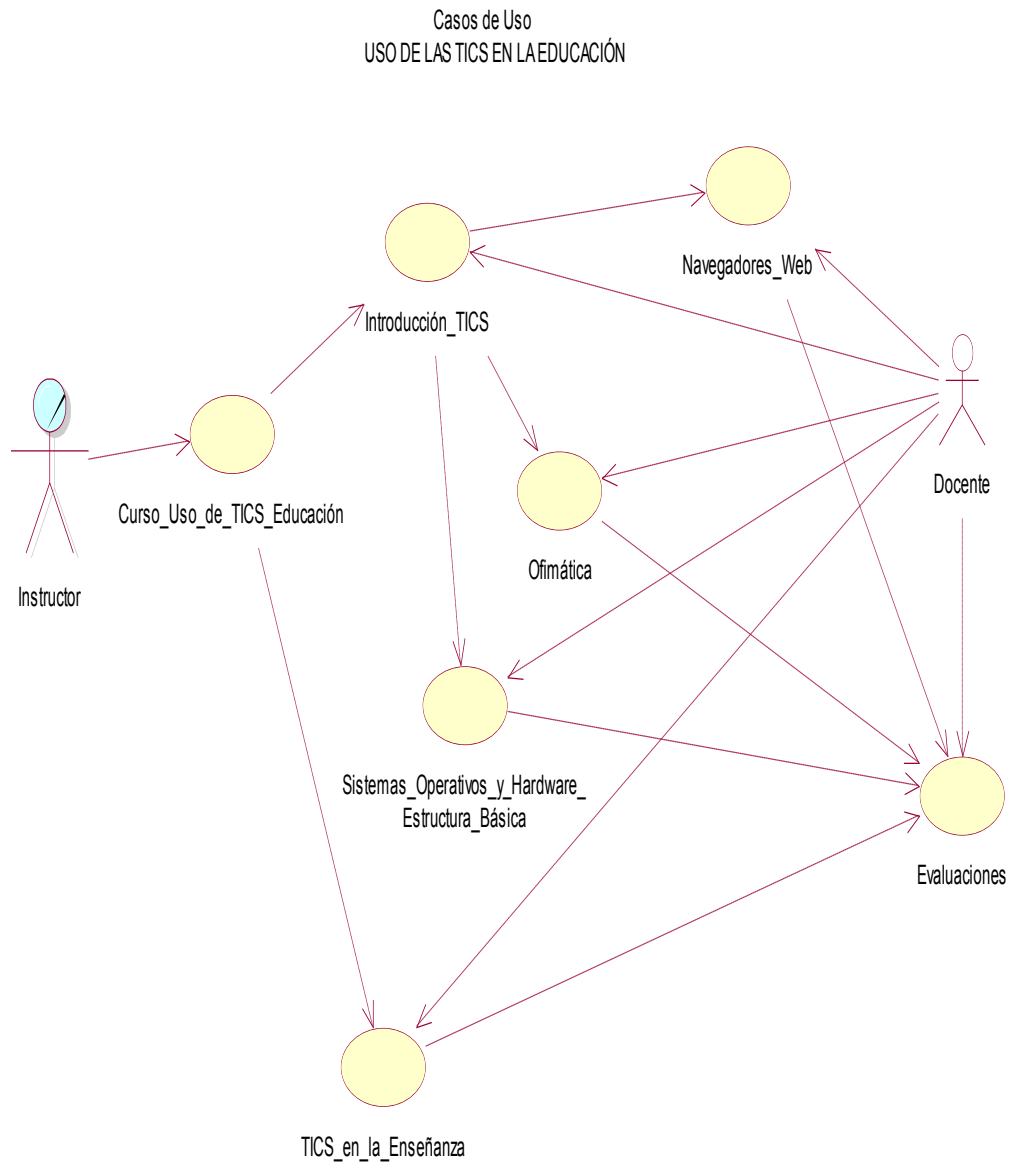 Casos de Uso
USO DE LAS TICS EN LA EDUCACIÓN
Navegadores_Web
Introducción_TICS
Docente
Curso_Uso_de_TICS_Educación
Ofimática
Instructor
Sistemas_Operativos_y_Hardware_
Estructura_Básica
Evaluaciones
TICS_en_la_Enseñanza